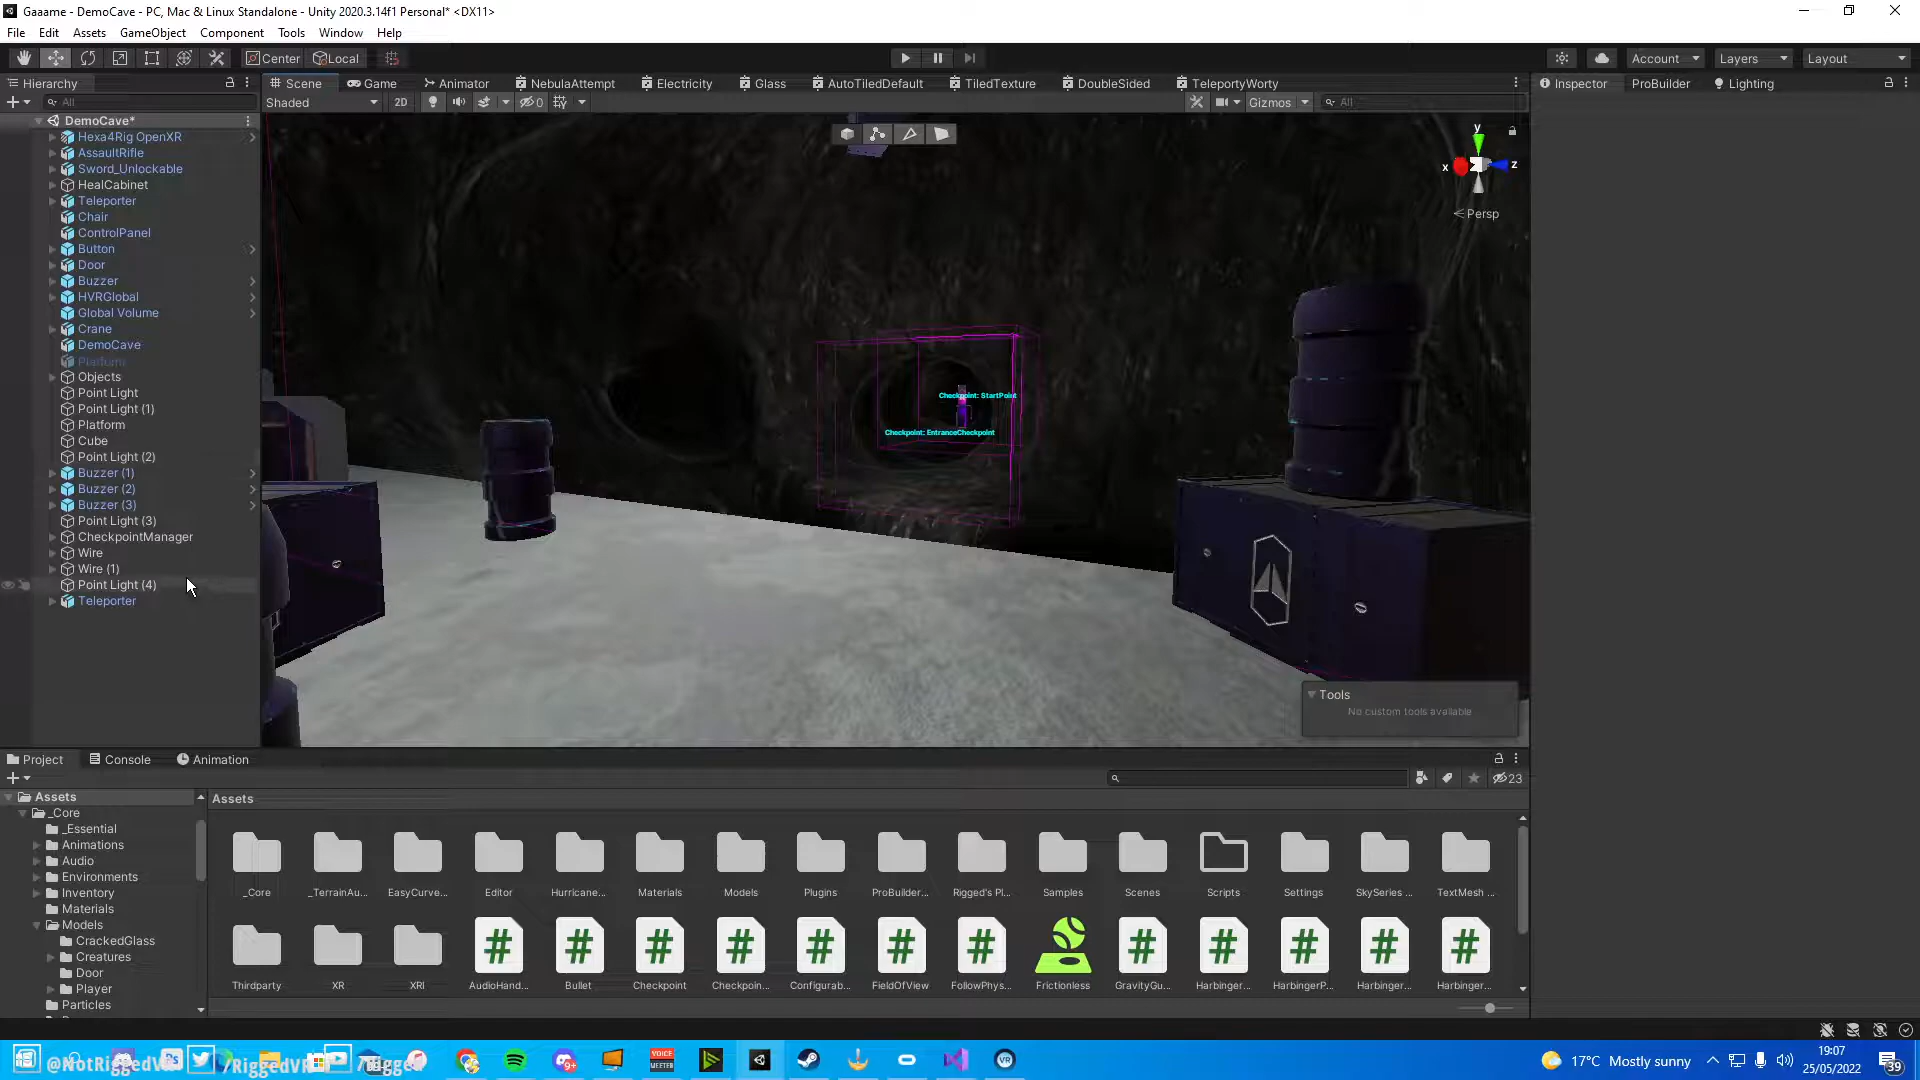 Gaaame - DemoCave - PC, Mac & Linux Standalone - Unity 2020.3.14f1 Personal* <DX11>
File Edit Assets GameObject Component Tools Window Help
Center Local Account Layers Layout
Hierarchy Scene Game Animator NebulaAttempt Electricity Glass AutoTiledDefault TiledTexture DoubleSided TeleportyWorty Inspector ProBuilder Lighting
All Shaded 2D 0 Gizmos All
DemoCave*
Hexa4Rig OpenXR
AssaultRifle
Sword_Unlockable
HealCabinet
Teleporter
Chair
ControlPanel
Button
Door
Buzzer
HVRGlobal
Global Volume
Crane
DemoCave
Platform
Objects
Point Light
Point Light (1)
Platform
Cube
Point Light (2)
Buzzer (1)
Buzzer (2)
Buzzer (3)
Point Light (3)
CheckpointManager
Wire
Wire (1)
Point Light (4)
Teleporter
y
x z
Persp
Checkpoint: StartPoint
Checkpoint: EntranceCheckpoint
Tools
No custom tools available
Project Console Animation
23
Assets
_Core
_Essential
Animations
Audio
Environments
Inventory
Materials
Models
CrackedGlass
Creatures
Door
Player
Particles
Assets
_Core _TerrainAu... EasyCurve... Editor Hurricane... Materials Models Plugins ProBuilder... Rigged's Pl... Samples Scenes Scripts Settings SkySeries ... TextMesh ...
Thirdparty XR XRI AudioHand... Bullet Checkpoint Checkpoin... Configurab... FieldOfView FollowPhys... Frictionless GravityGu... Harbinger... HarbingerP... Harbinger... Harbinger...
@NotRiggedVR /RiggedVR /Rigged
9+
VOICE
MEETER
VR
17°C Mostly sunny
19:07
25/05/2022
39